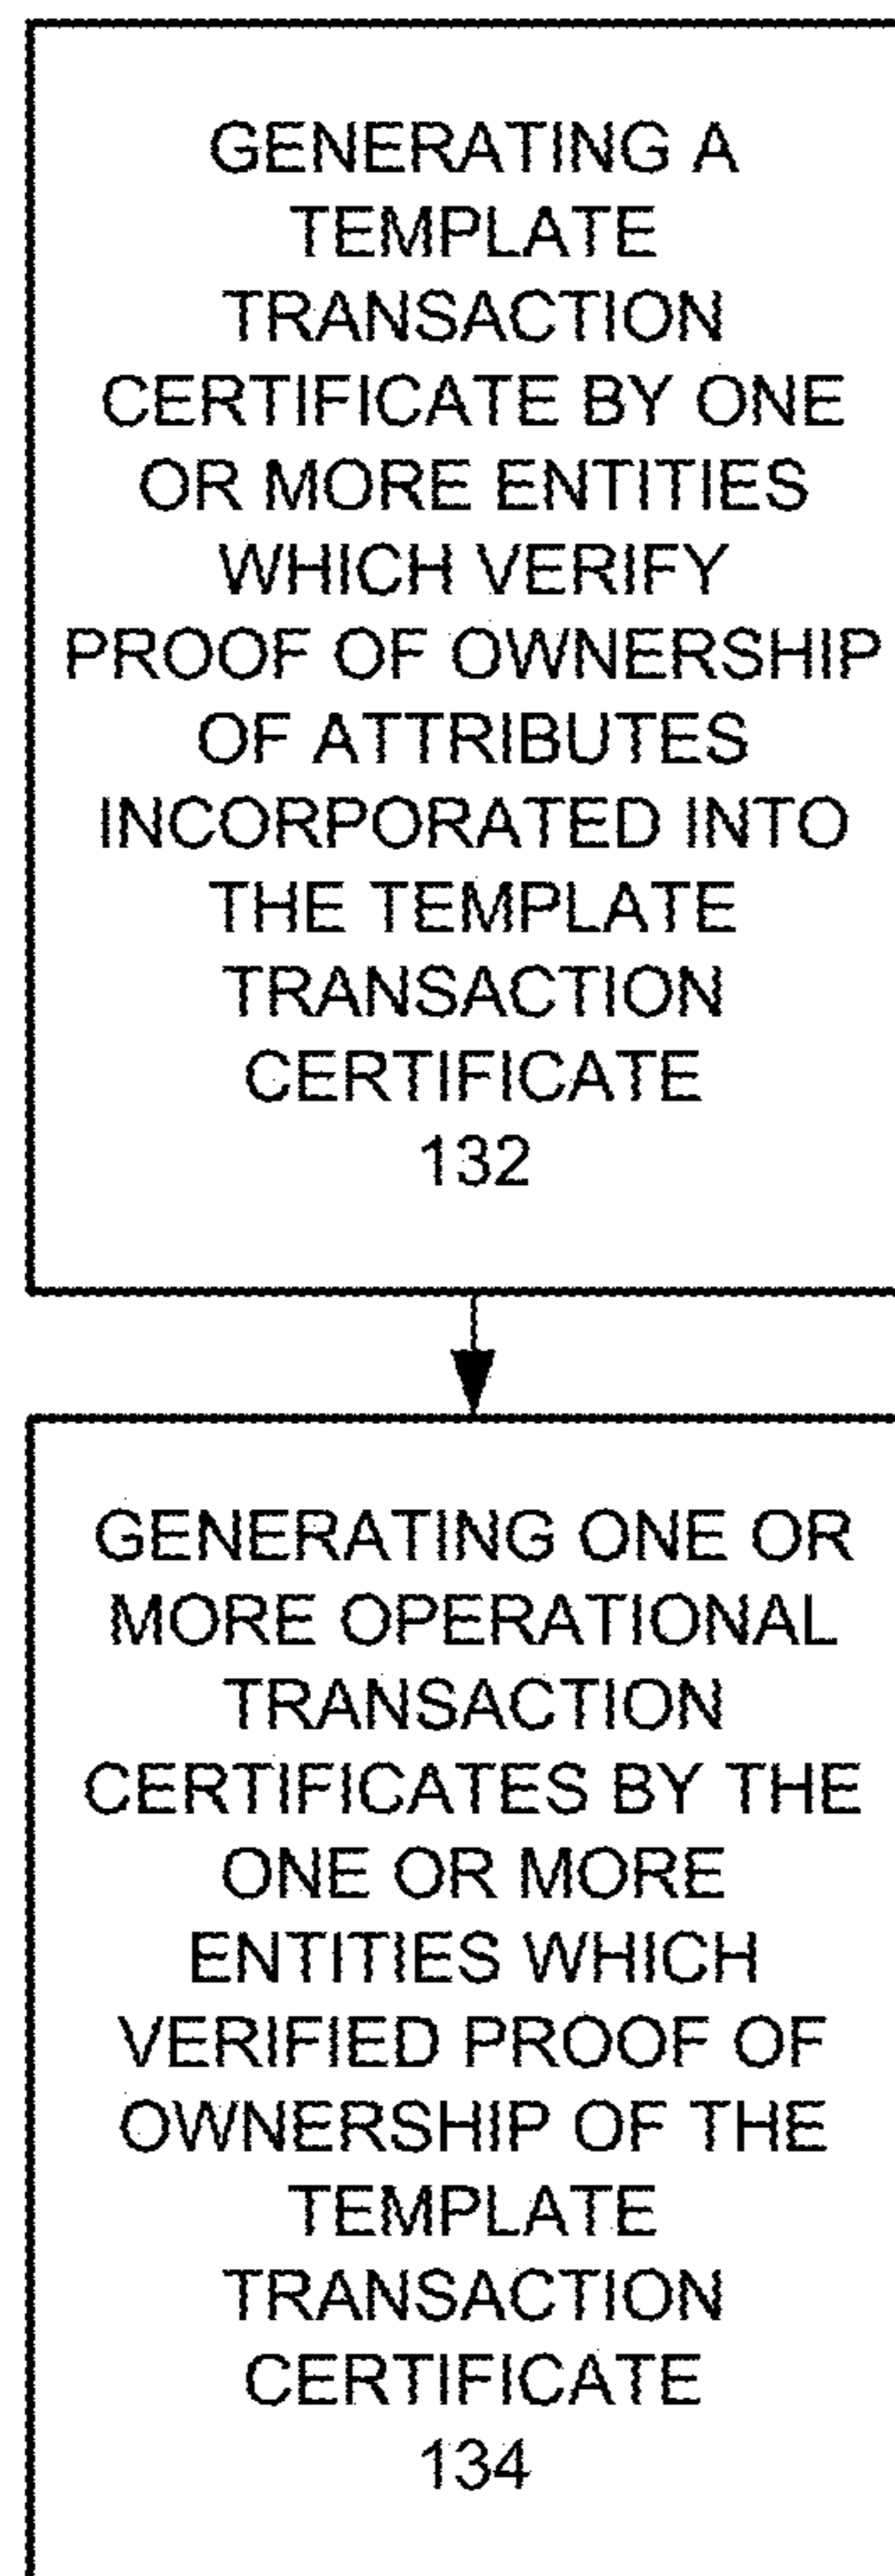 GENERATING A
TEMPLATE
TRANSACTION
CERTIFICATE BY ONE
OR MORE ENTITIES
WHICH VERIFY
PROOF OF OWNERSHIP
OF ATTRIBUTES
INCORPORATED INTO
THE TEMPLATE
TRANSACTION
CERTIFICATE
132
GENERATING ONE OR
MORE OPERATIONAL
TRANSACTION
CERTIFICATES BY THE
ONE OR MORE
ENTITIES WHICH
VERIFIED PROOF OF
OWNERSHIP OF THE
TEMPLATE
TRANSACTION
CERTIFICATE
134